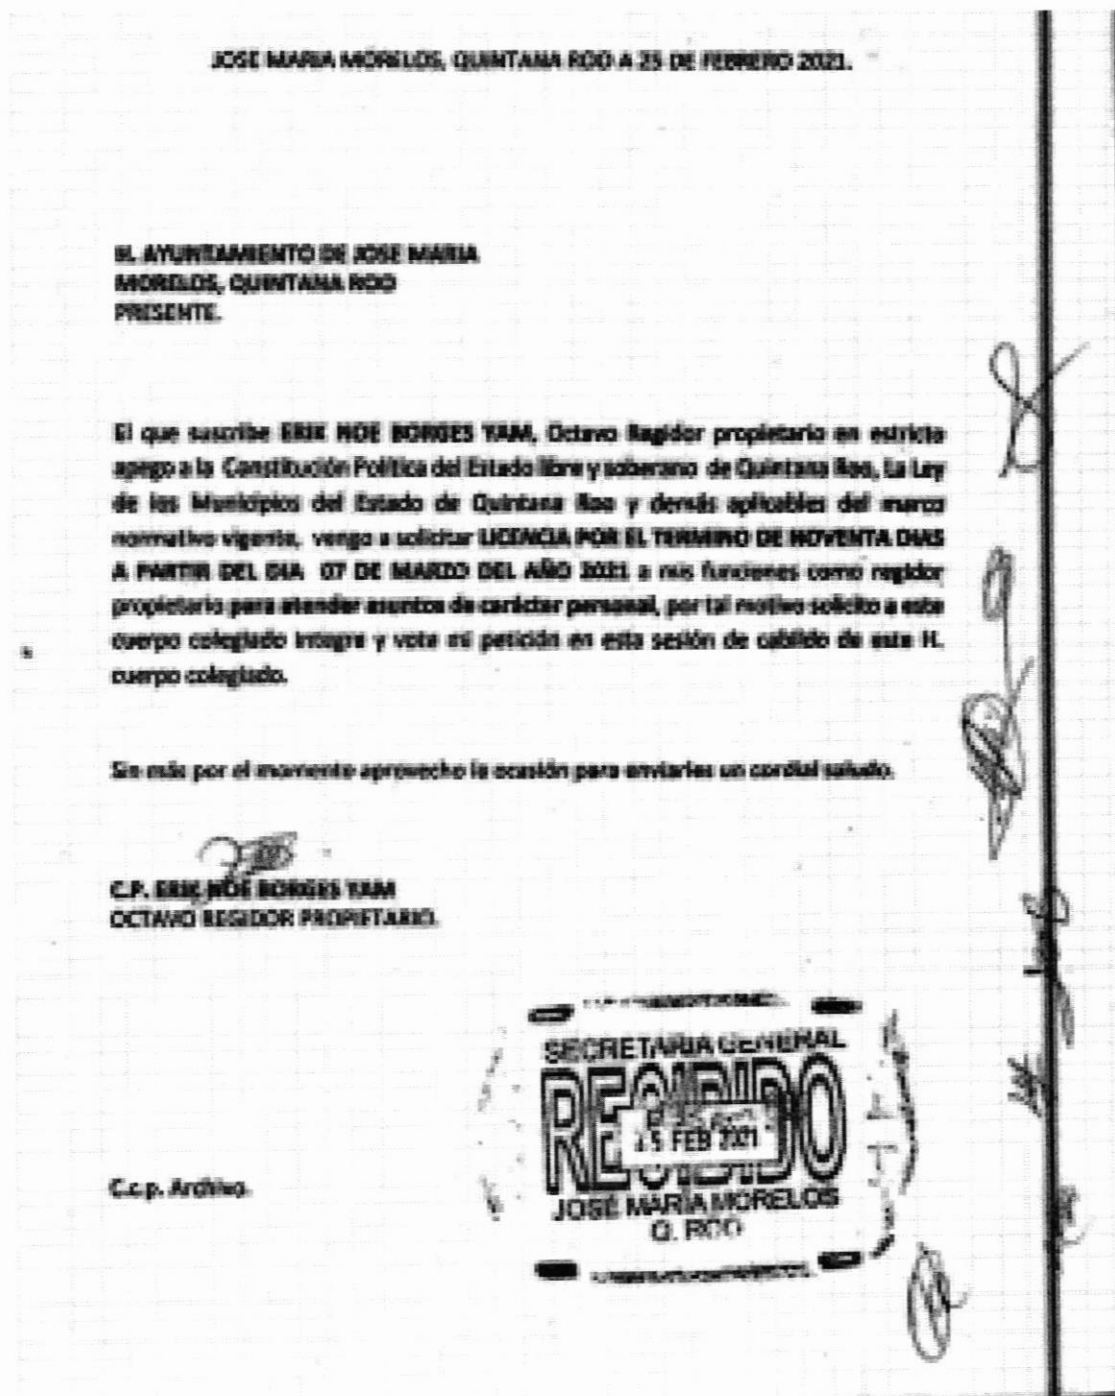 JOSE MARIA MORELOS, QUINTANA ROO A 25 DE FEBRERO 2021.
H. AYUNTAMIENTO DE JOSE MARIA
MORELOS, QUINTANA ROO
PRESENTE.
El que suscribe ERIK NOE BORGES YAM, Octavo Regidor propietario en estricto
apego a la Constitución Política del Estado libre y soberano de Quintana Roo, La Ley
de los Municipios del Estado de Quintana Roo y demás aplicables del marco
normativo vigente, vengo a solicitar LICENCIA POR EL TERMINO DE NOVENTA DIAS
A PARTIR DEL DIA 07 DE MARZO DEL AÑO 2021 a mis funciones como regidor
propietario para atender asuntos de carácter personal, por tal motivo solicito a este
cuerpo colegiado integre y vote mi petición en esta sesión de cabildo de este H.
cuerpo colegiado.
Sin más por el momento aprovecho la ocasión para enviarles un cordial saludo.
C.P. ERIK NOE BORGES YAM
OCTAVO REGIDOR PROPIETARIO.
SECRETARIA GENERAL
RECIBIDO
FEB 2021
JOSÉ MARÍA MORELOS
Q. ROO
C.c.p. Archivo.